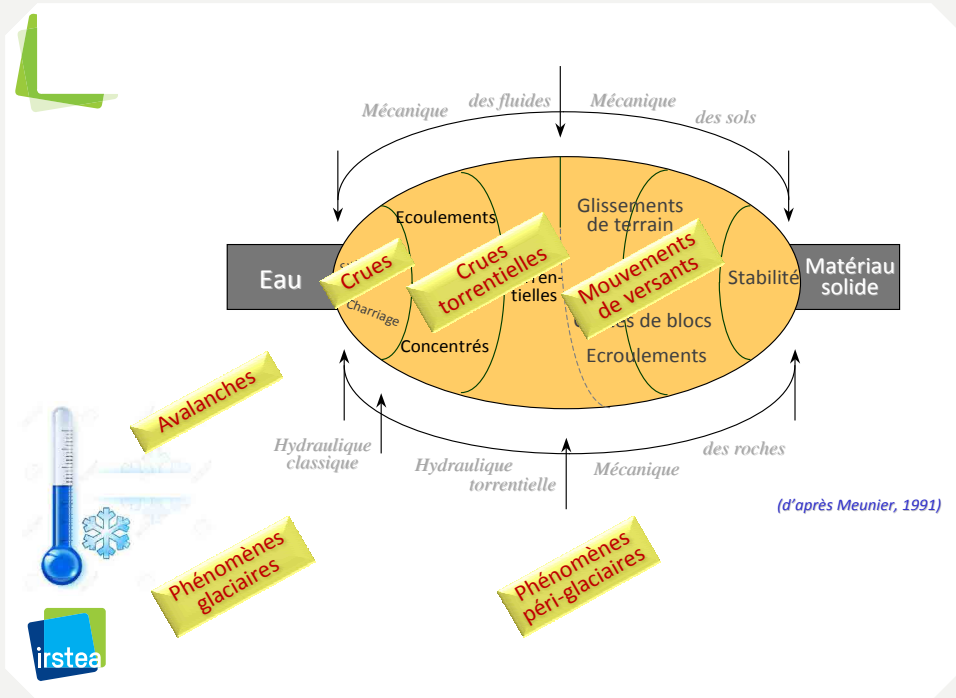 Mécanique des fluides Mécanique des sols
Ecoulements
Glissements
de terrain
Crues
Crues
torrentielles
Mouvements
de versants
Eau
tielles
Stabilité
Matériau
solide
Charriage
de blocs
Concentrés
Ecroulements
Avalanches
Hydraulique
classique
Hydraulique
torrentielle
Mécanique
des roches
(d'après Meunier, 1991)
Phénomènes
glaciaires
Phénomènes
péri-glaciaires
irstea